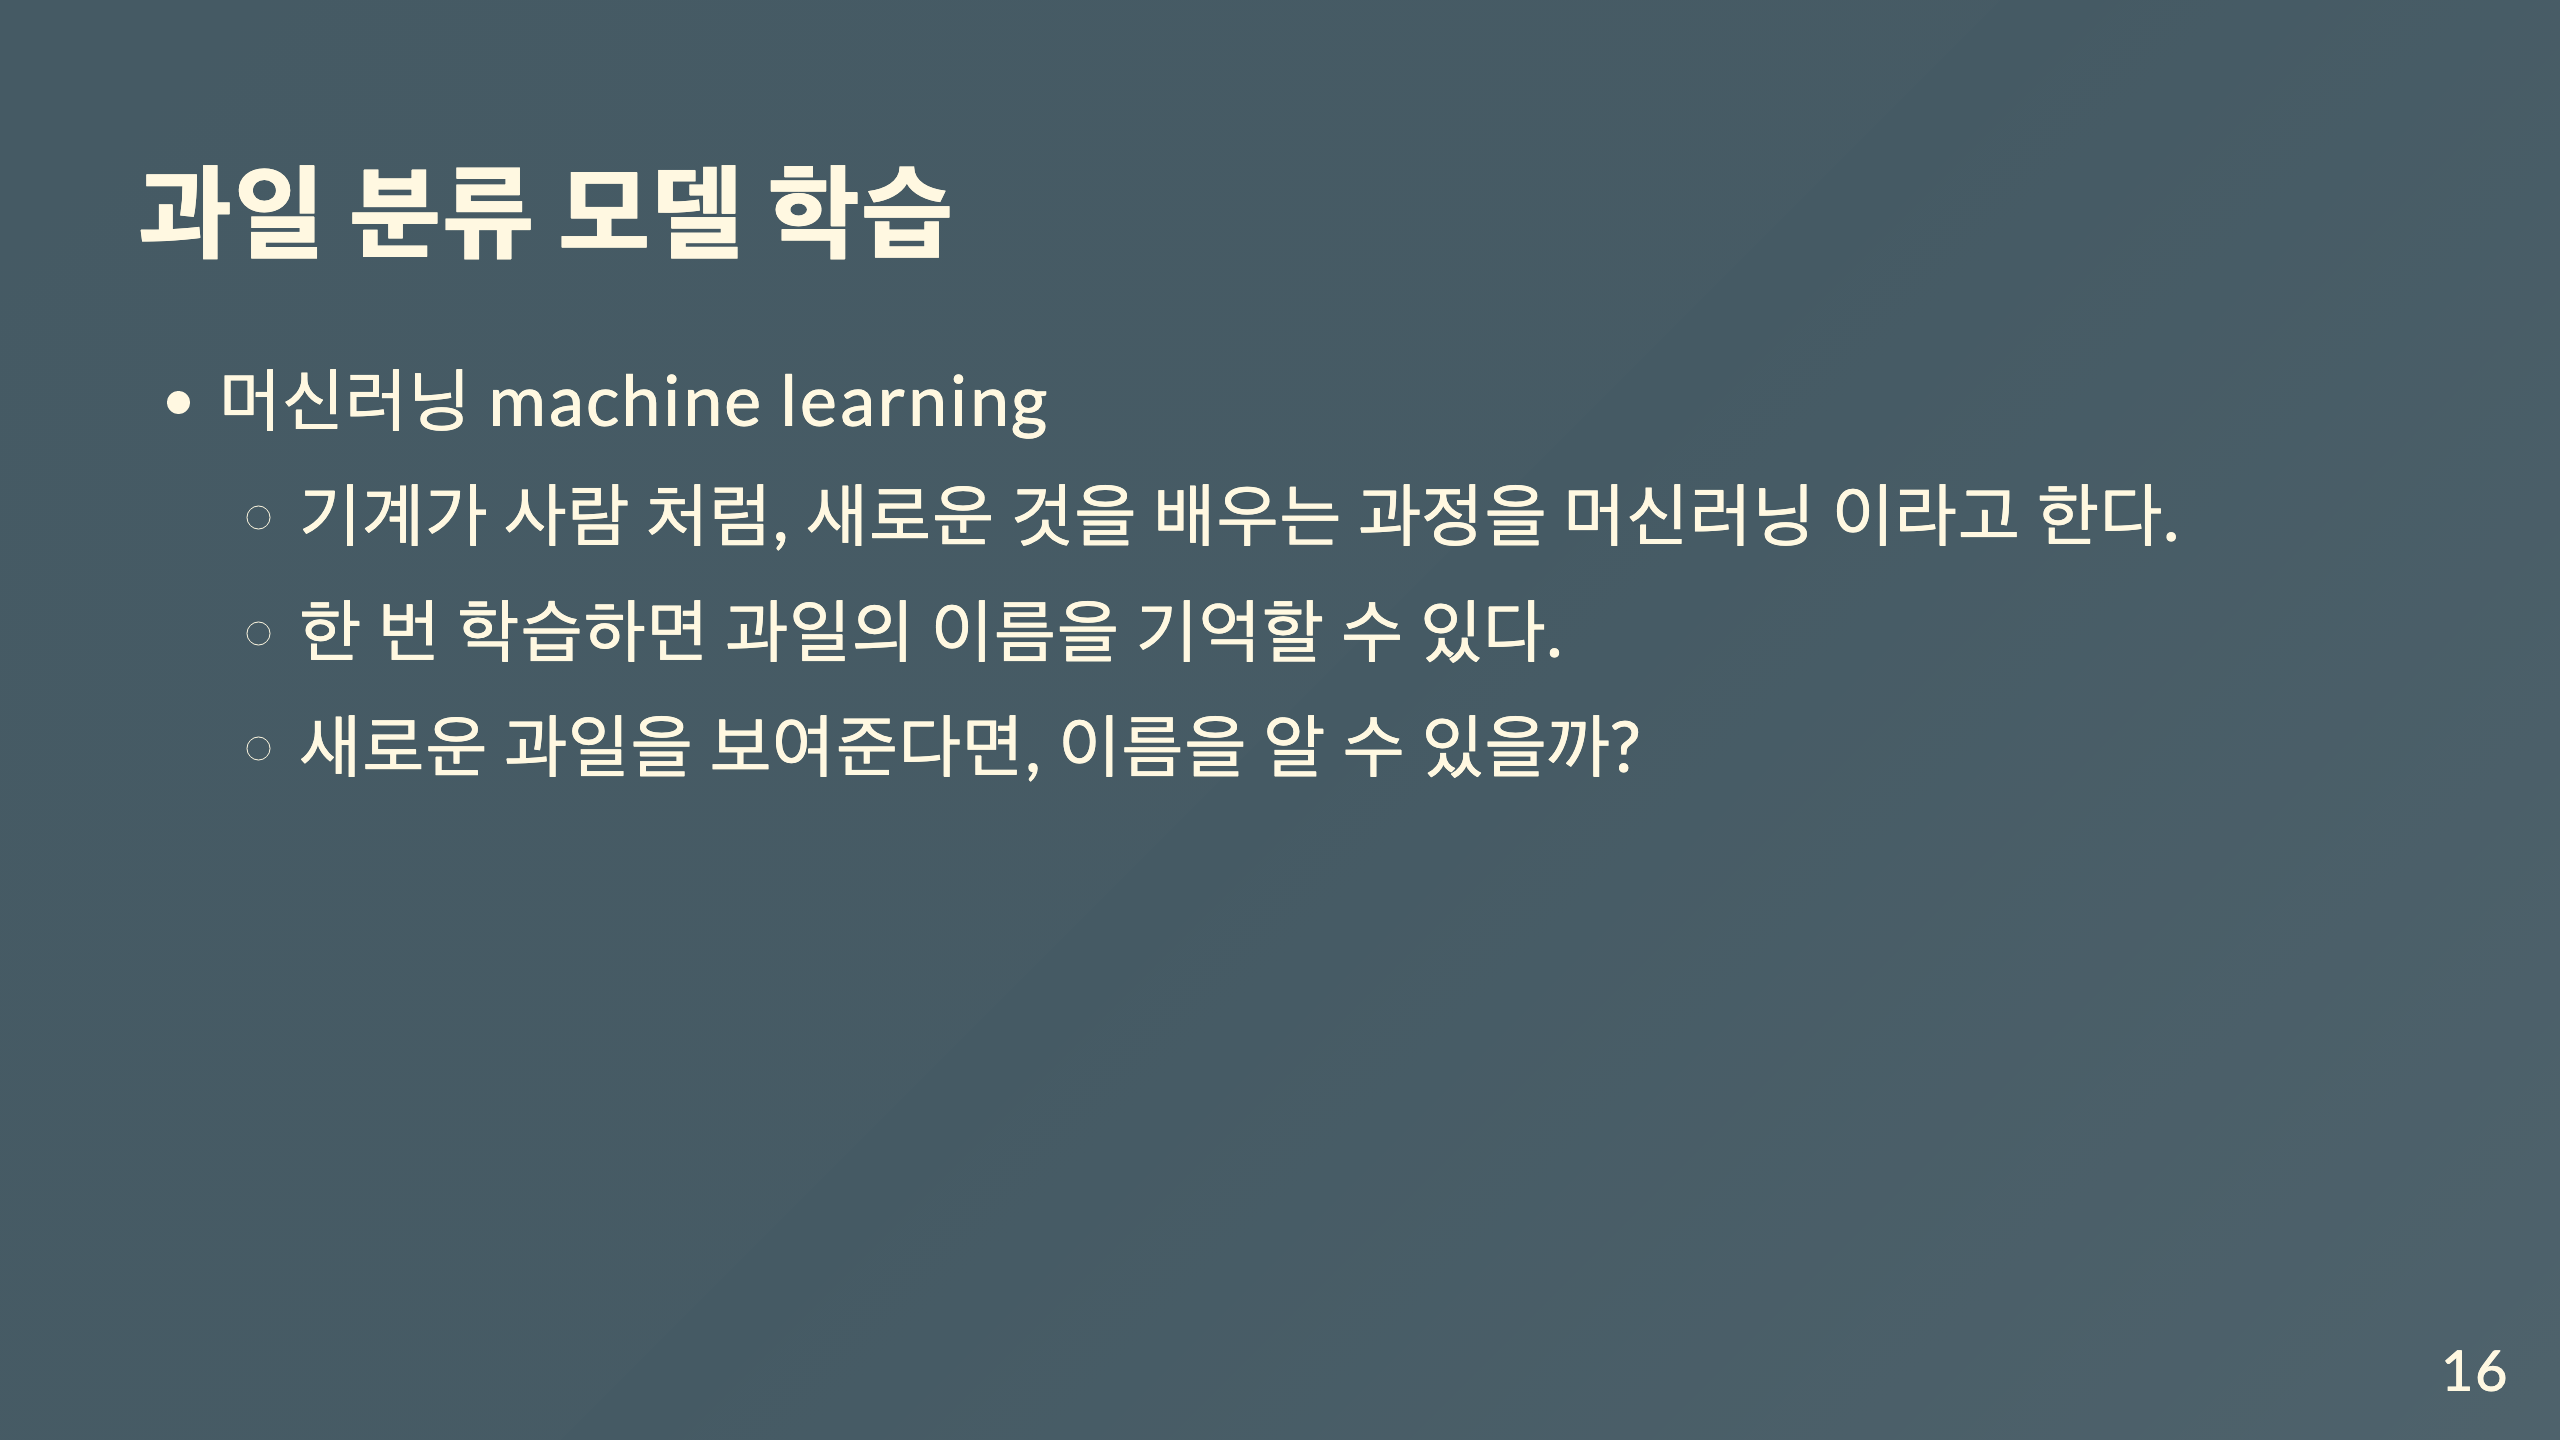 과일 분류 모델 학습
• 머신러닝 machine learning
○ 기계가 사람 처럼, 새로운 것을 배우는 과정을 머신러닝 이라고 한다.
○ 한 번 학습하면 과일의 이름을 기억할 수 있다.
○ 새로운 과일을 보여준다면, 이름을 알 수 있을까?
16